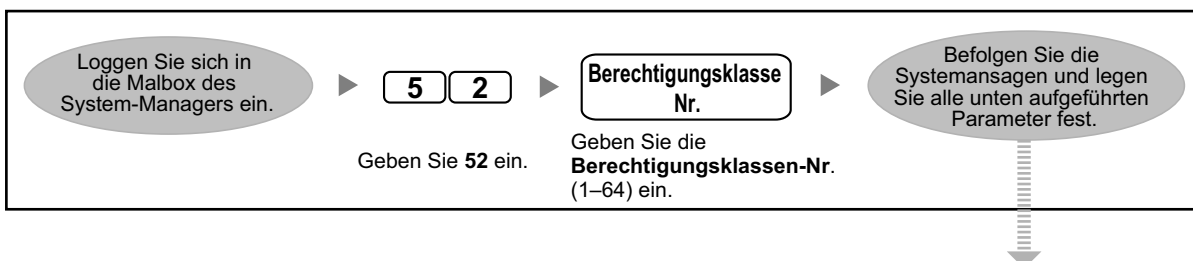 Loggen Sie sich in
die Malbox des
System-Managers ein.
5 2
Geben Sie 52 ein.
Berechtigungsklasse
Nr.
Geben Sie die
Berechtigungsklassen-Nr.
(1–64) ein.
Befolgen Sie die
Systemansagen und legen
Sie alle unten aufgeführten
Parameter fest.